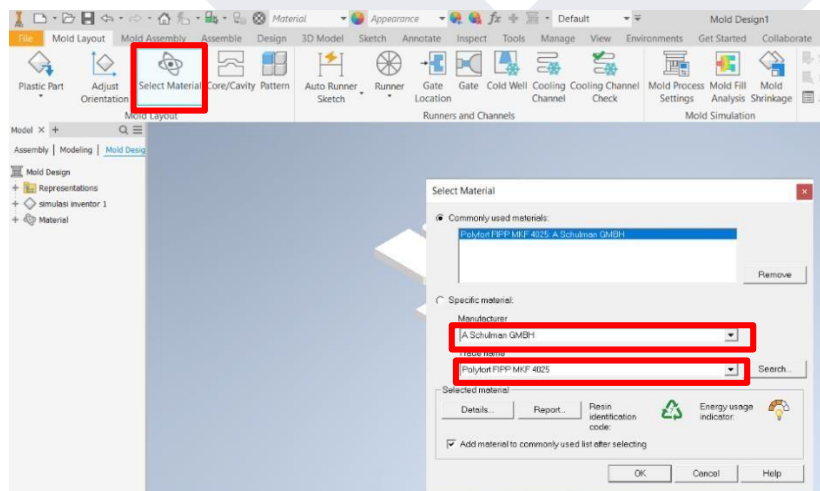 Material Appearance fx Default Mold Design1
File Mold Layout Mold Assembly Assemble Design 3D Model Sketch Annotate Inspect Tools Manage View Environments Get Started Collaborate
Plastic Part
Adjust Orientation
Select Material
Core/Cavity
Pattern
Auto Runner Sketch
Runner
Gate Location
Gate
Cold Well
Cooling Channel
Cooling Channel Check
Mold Process Settings
Mold Fill Analysis
Mold Shrinkage
Mold Layout
Runners and Channels
Mold Simulation
Model × +
Assembly | Modeling | Mold Desig
Mold Design
+ Representations
+ simulasi inventor 1
+ Material
Select Material
Commonly used materials:
Polyfort FIPP MKF 4025: A Schulman GMBH
Remove
Specific material:
Manufacturer
A Schulman GMBH
Trade name
Polyfort FIPP MKF 4025
Search...
Selected material
Details...
Report...
Resin identification code:
Energy usage indicator:
Add material to commonly used list after selecting
OK
Cancel
Help